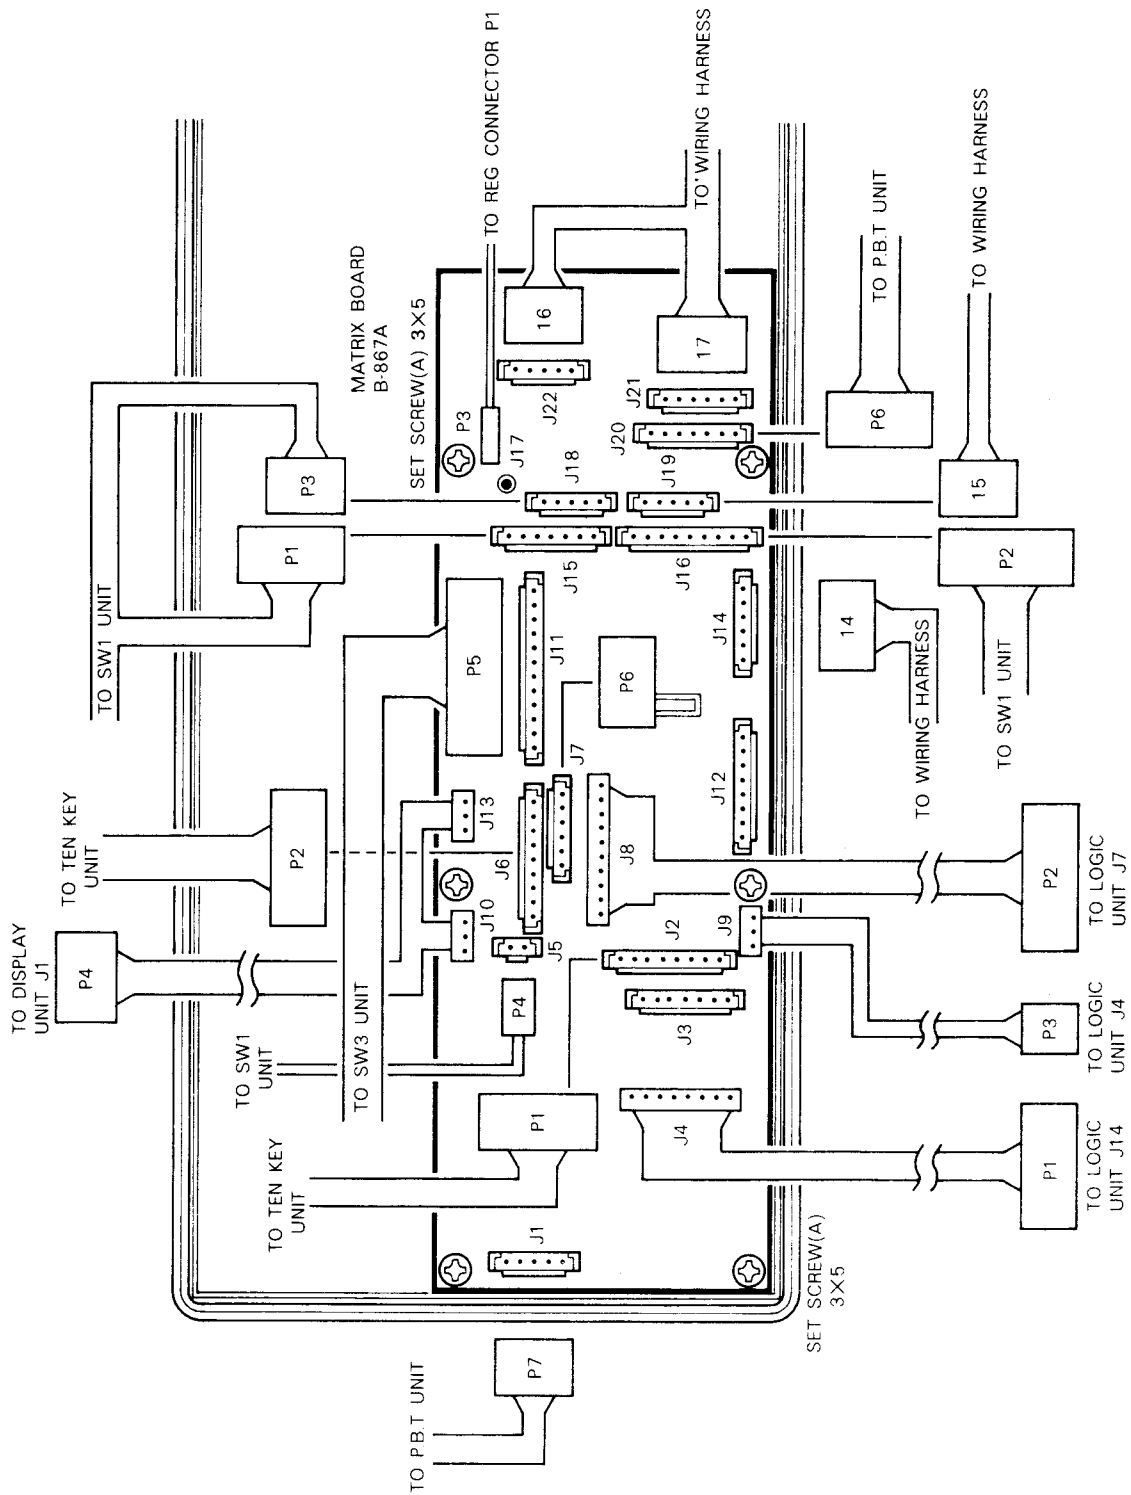 TO DISPLAY
UNIT J1
P4
TO TEN KEY
UNIT
P2
TO SW1 UNIT
P1
P3
MATRIX BOARD
B-867A
SET SCREW(A) 3X5
TO REG CONNECTOR P1
TO SW1
UNIT
TO SW3 UNIT
TO TEN KEY
UNIT
P1
P4
J5
J10
J13
J6
J7
P5
J11
P6
J15
J18
J17
P3
J22
16
J1
J4
J3
J2
J9
J8
J12
J14
J16
J19
J20
J21
17
TO WIRING HARNESS
TO P.B.T UNIT
P7
SET SCREW(A)
3X5
P1
TO LOGIC
UNIT J14
P3
TO LOGIC
UNIT J4
P2
TO LOGIC
UNIT J7
14
TO WIRING HARNESS
P2
TO SW1 UNIT
15
TO WIRING HARNESS
P6
TO P.B.T UNIT